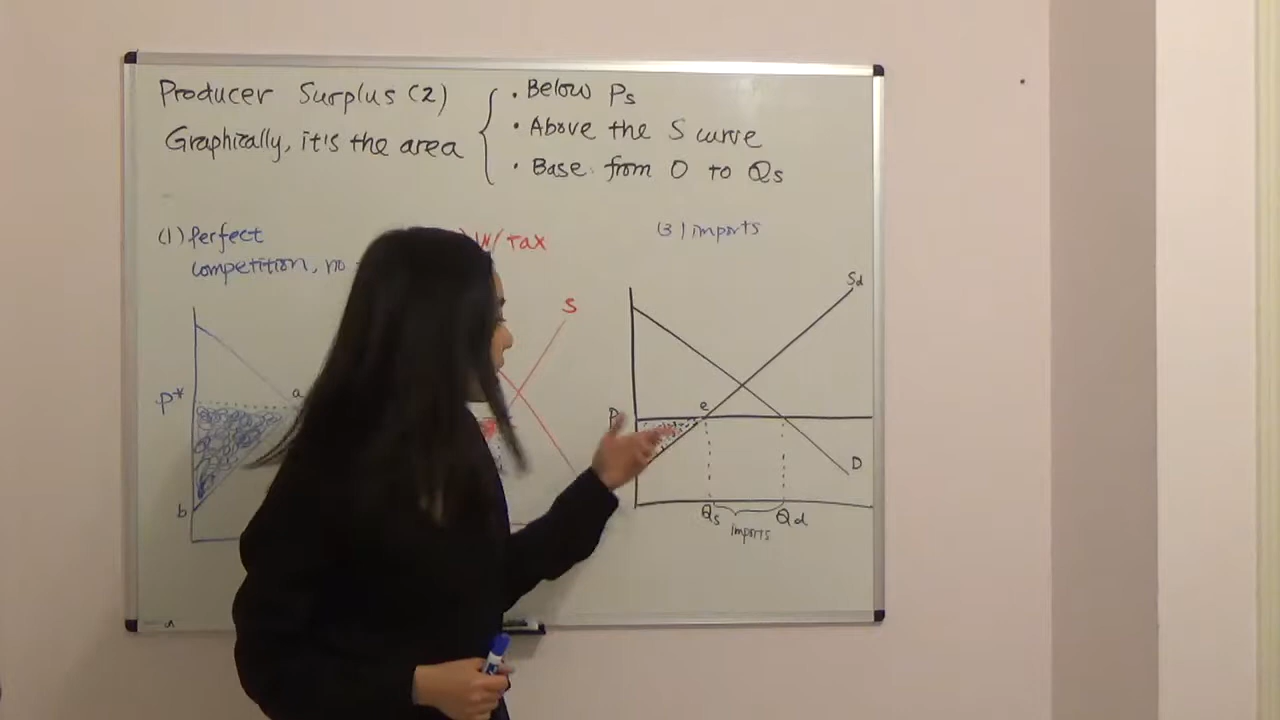 Producer Surplus (2)
Graphically, it's the area
• Below Ps
• Above the S curve
• Base from 0 to Qs
(1) Perfect
competition, no
W/ Tax
(3) imports
P*
a
b
S
Sd
P
e
D
Qs
Qd
Imports